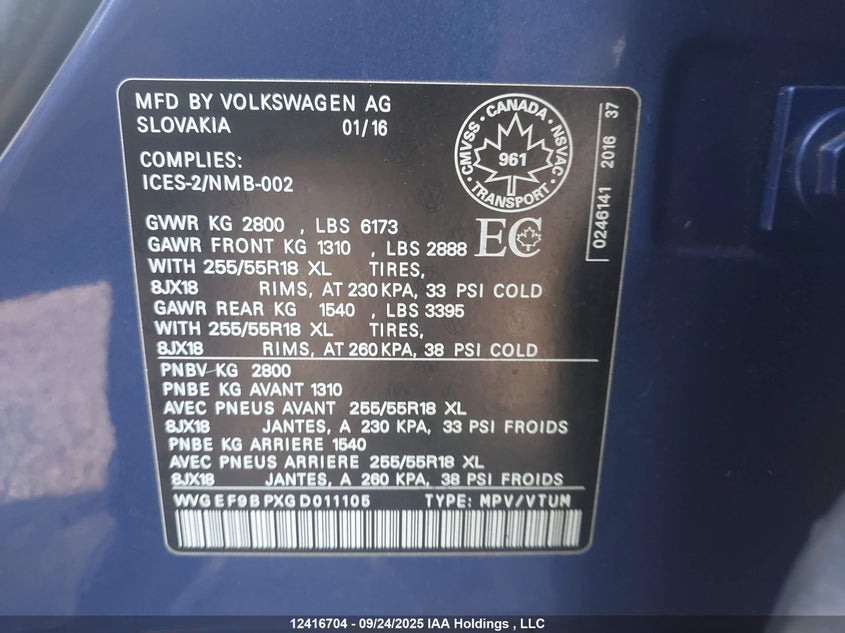 MFD BY VOLKSWAGEN AG
SLOVAKIA 01/16
COMPLIES:
ICES-2/NMB-002
CMVSS • CANADA • NSVAC
961
TRANSPORT
0246141 2016 37
EC
GVWR KG 2800 , LBS 6173
GAWR FRONT KG 1310 , LBS 2888
WITH 255/55R18 XL TIRES,
8JX18 RIMS, AT 230 KPA, 33 PSI COLD
GAWR REAR KG 1540 , LBS 3395
WITH 255/55R18 XL TIRES,
8JX18 RIMS, AT 260 KPA, 38 PSI COLD
PNBV KG 2800
PNBE KG AVANT 1310
AVEC PNEUS AVANT 255/55R18 XL
8JX18 JANTES, A 230 KPA, 33 PSI FROIDS
PNBE KG ARRIERE 1540
AVEC PNEUS ARRIERE 255/55R18 XL
8JX18 JANTES, A 260 KPA, 38 PSI FROIDS
WVGEF9BPXGD011105 TYPE: MPV/VTUM
12416704 - 09/24/2025 IAA Holdings , LLC